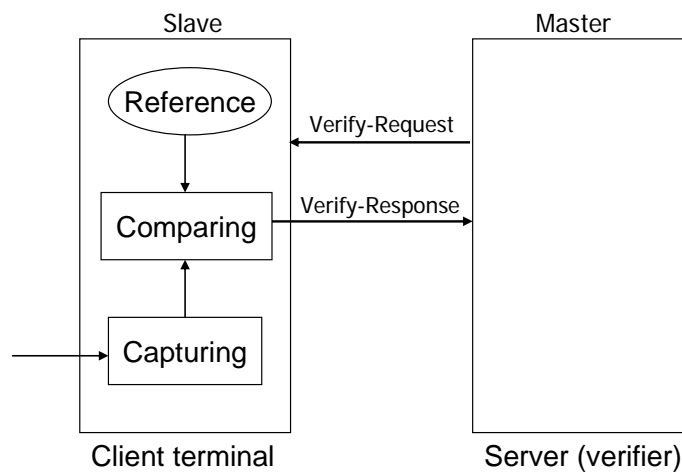 Slave
Master
Reference
Verify-Request
Comparing
Verify-Response
Capturing
Client terminal
Server (verifier)